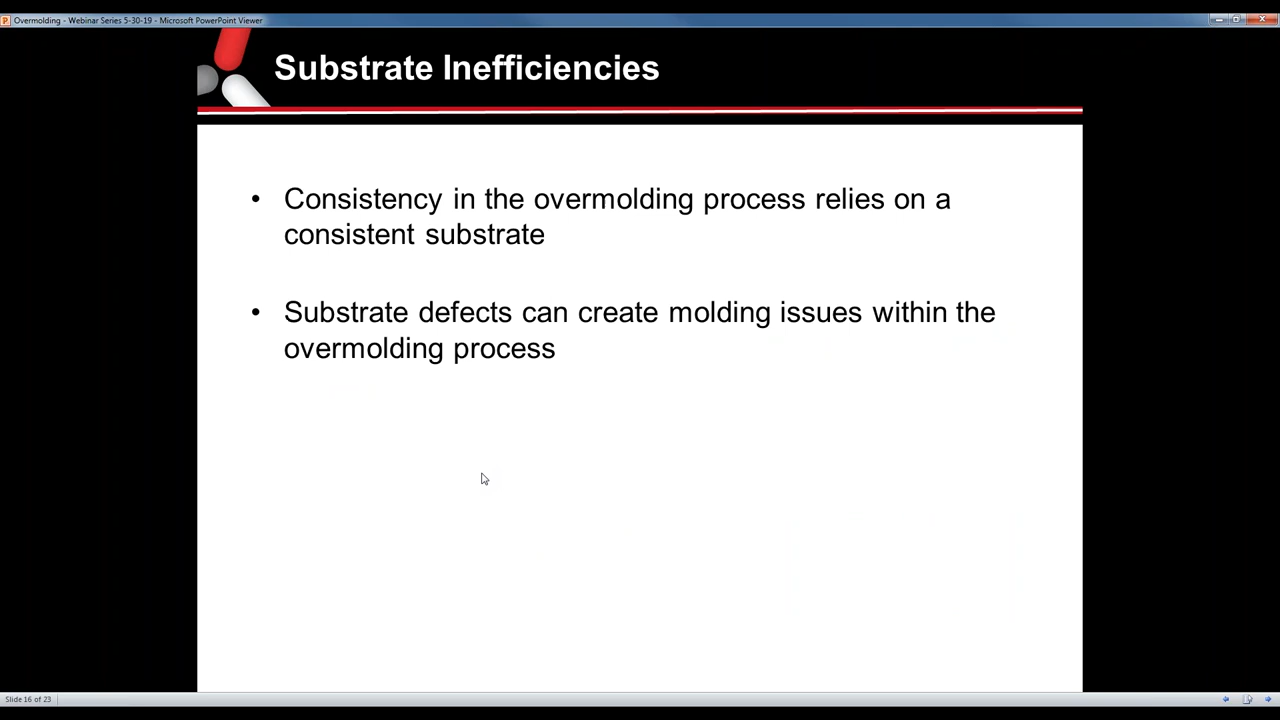 Overmolding - Webinar Series 5-30-19 - Microsoft PowerPoint Viewer
Substrate Inefficiencies
• Consistency in the overmolding process relies on a
consistent substrate
• Substrate defects can create molding issues within the
overmolding process
Slide 16 of 23